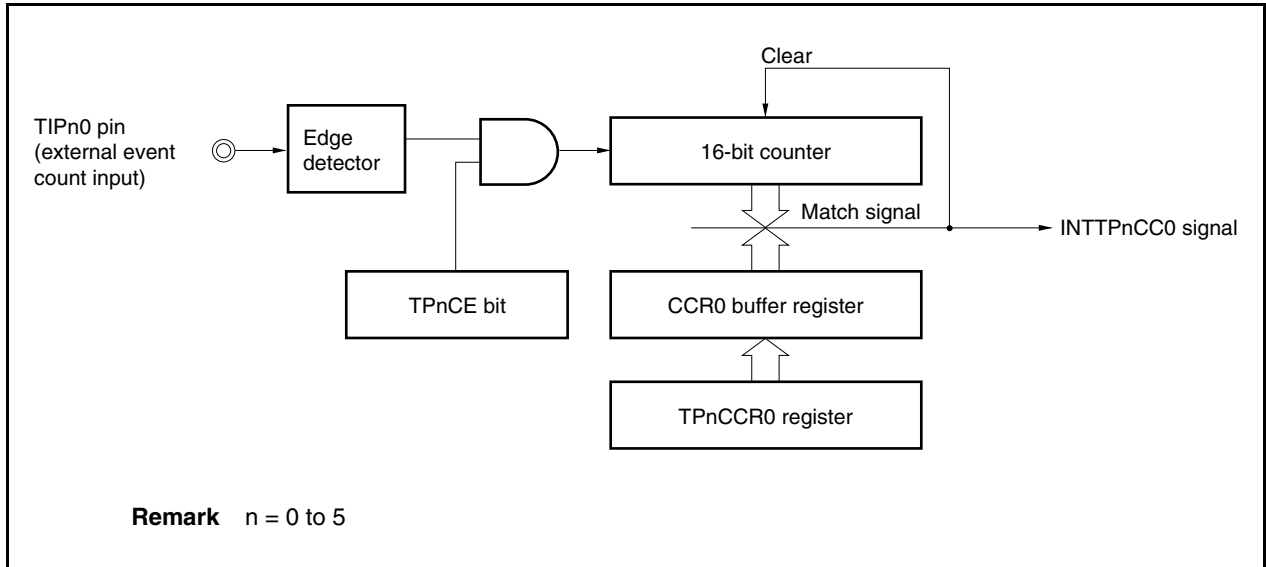 Clear
TIPn0 pin
(external event
count input)
Edge
detector
16-bit counter
Match signal
INTTPnCC0 signal
TPnCE bit
CCR0 buffer register
TPnCCR0 register
Remark n = 0 to 5